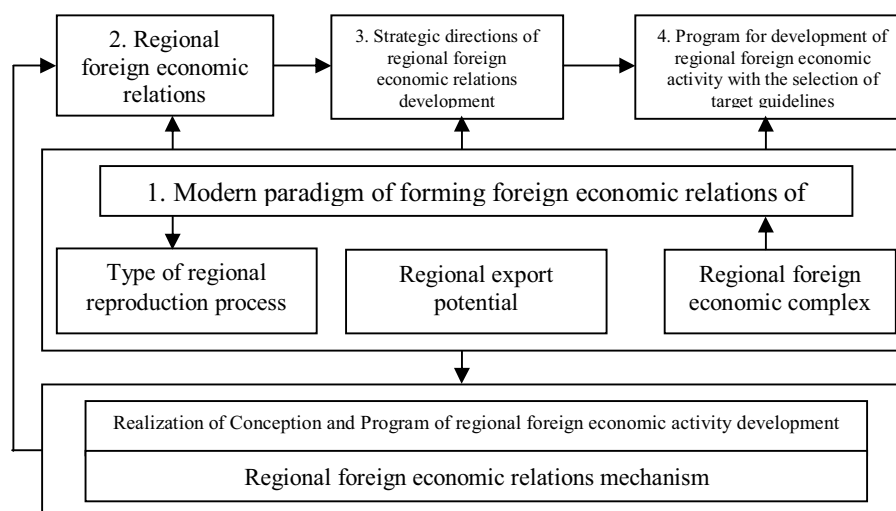 2. Regional
foreign economic
relations
3. Strategic directions of
regional foreign
economic relations
development
4. Program for development of
regional foreign economic
activity with the selection of
target guidelines
1. Modern paradigm of forming foreign economic relations of
Type of regional
reproduction process
Regional export
potential
Regional foreign
economic complex
Realization of Conception and Program of regional foreign economic activity development
Regional foreign economic relations mechanism